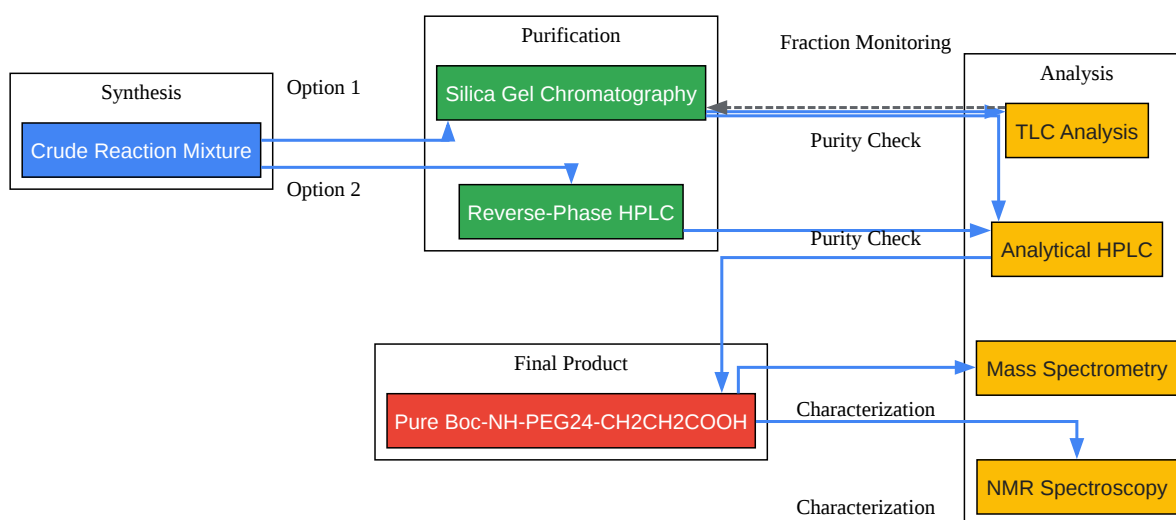 Purification
Fraction Monitoring
Analysis
Synthesis
Option 1
Silica Gel Chromatography
TLC Analysis
Crude Reaction Mixture
Purity Check
Option 2
Reverse-Phase HPLC
Purity Check
Analytical HPLC
Final Product
Mass Spectrometry
Pure Boc-NH-PEG24-CH2CH2COOH
Characterization
NMR Spectroscopy
Characterization